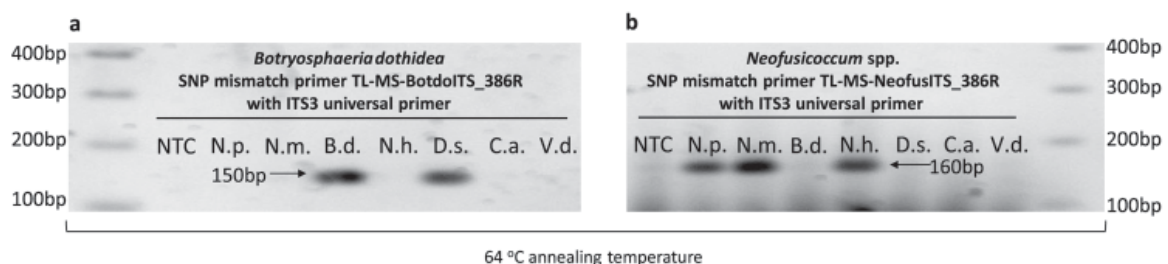 a
400bp
300bp
200bp
100bp
Botryosphaeria dothidea
SNP mismatch primer TL-MS-BotdoITS_386R
with ITS3 universal primer
NTC N.p. N.m. B.d. N.h. D.s. C.a. V.d.
150bp
b
Neofusicoccum spp.
SNP mismatch primer TL-MS-NeofusITS_386R
with ITS3 universal primer
NTC N.p. N.m. B.d. N.h. D.s. C.a. V.d.
160bp
400bp
300bp
200bp
100bp
64 °C annealing temperature